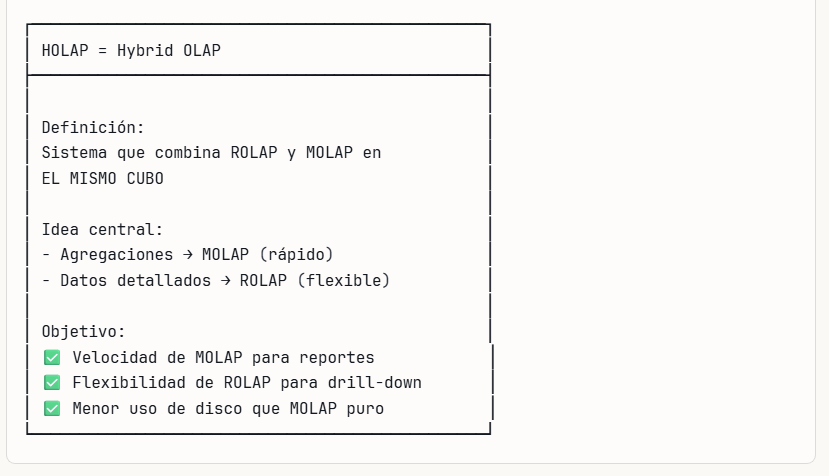 HOLAP = Hybrid OLAP
Definición:
Sistema que combina ROLAP y MOLAP en
EL MISMO CUBO
Idea central:
- Agregaciones → MOLAP (rápido)
- Datos detallados → ROLAP (flexible)
Objetivo:
✅ Velocidad de MOLAP para reportes
✅ Flexibilidad de ROLAP para drill-down
✅ Menor uso de disco que MOLAP puro